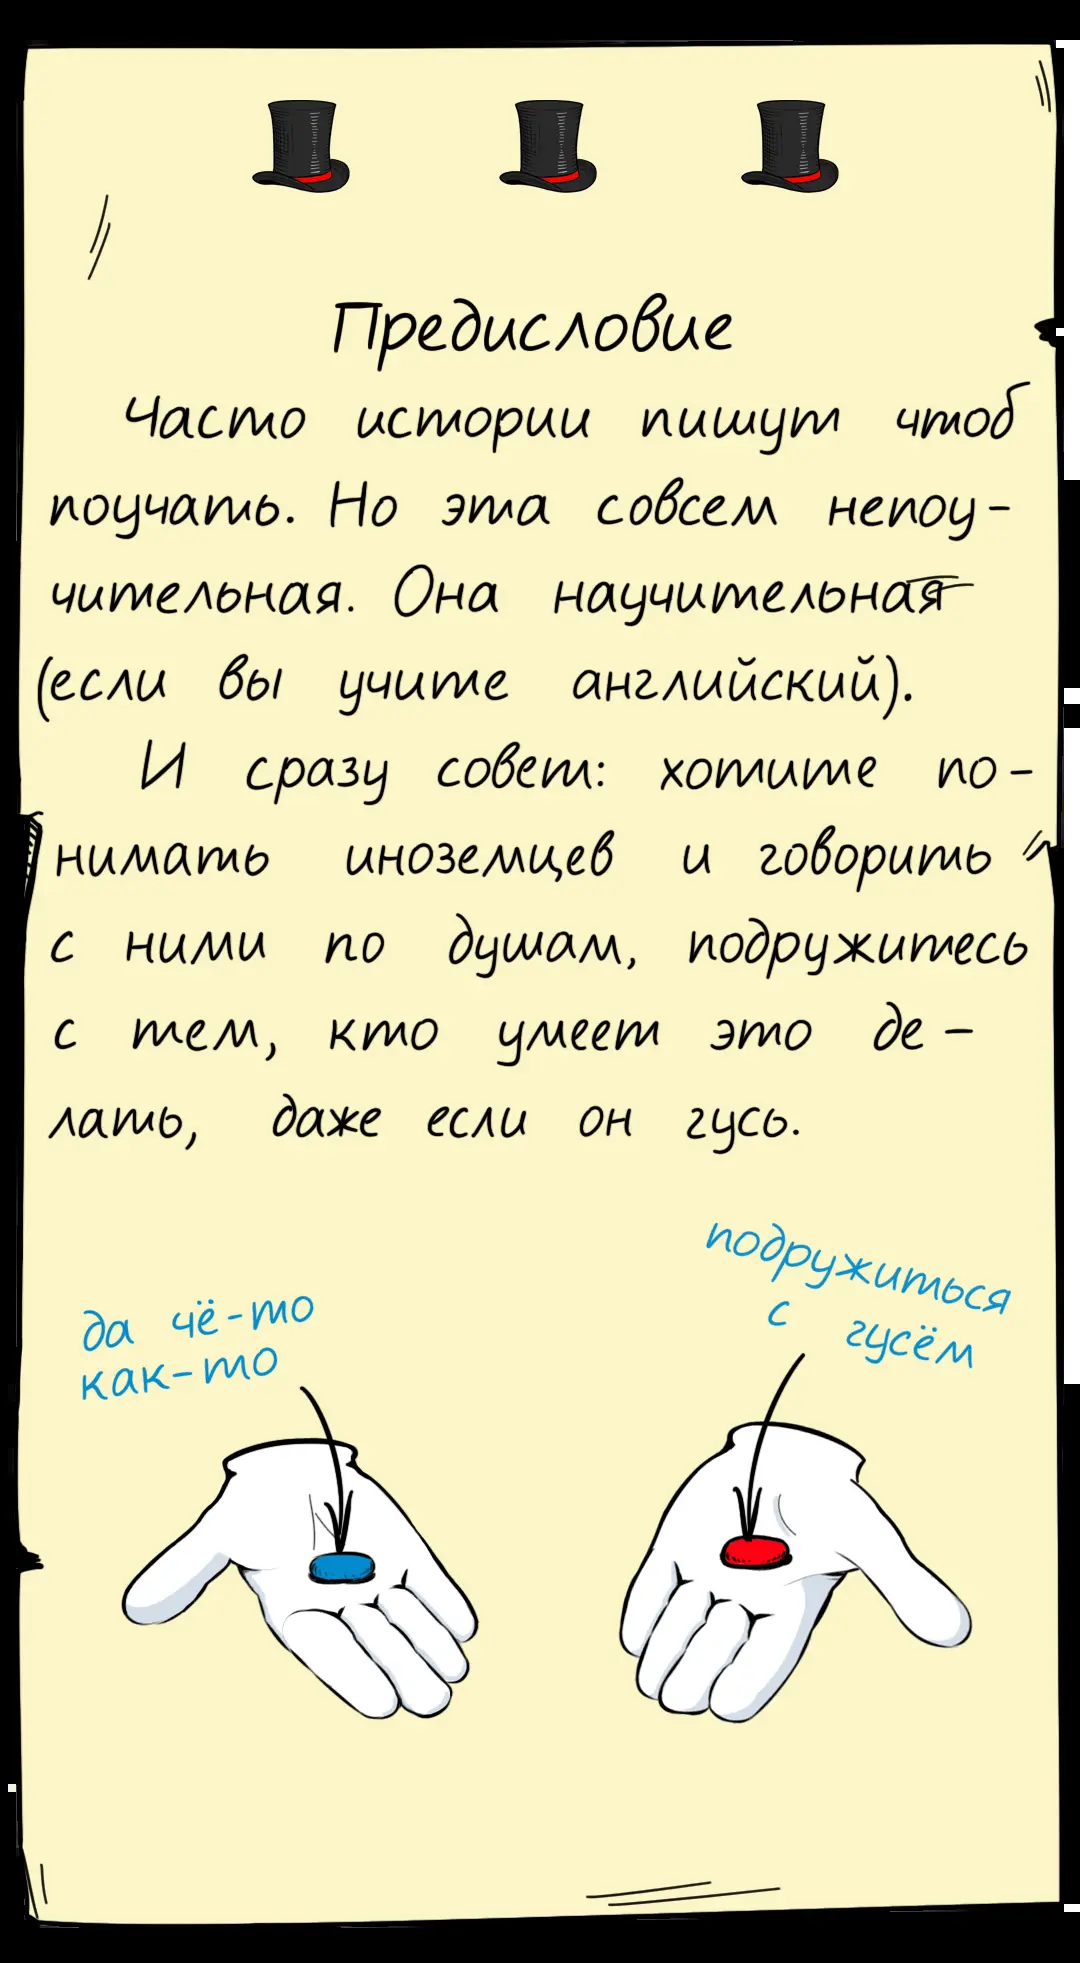 Предисловие
Часто истории пишут чтоб
поучать. Но эта совсем непоу-
чительная. Она научительная
(если вы учите английский).
И сразу совет: хотите по-
нимать иноземцев и говорить
с ними по душам, подружитесь
с тем, кто умеет это де-
лать, даже если он гусь.
да чё-то
как-то
подружиться
с гусём